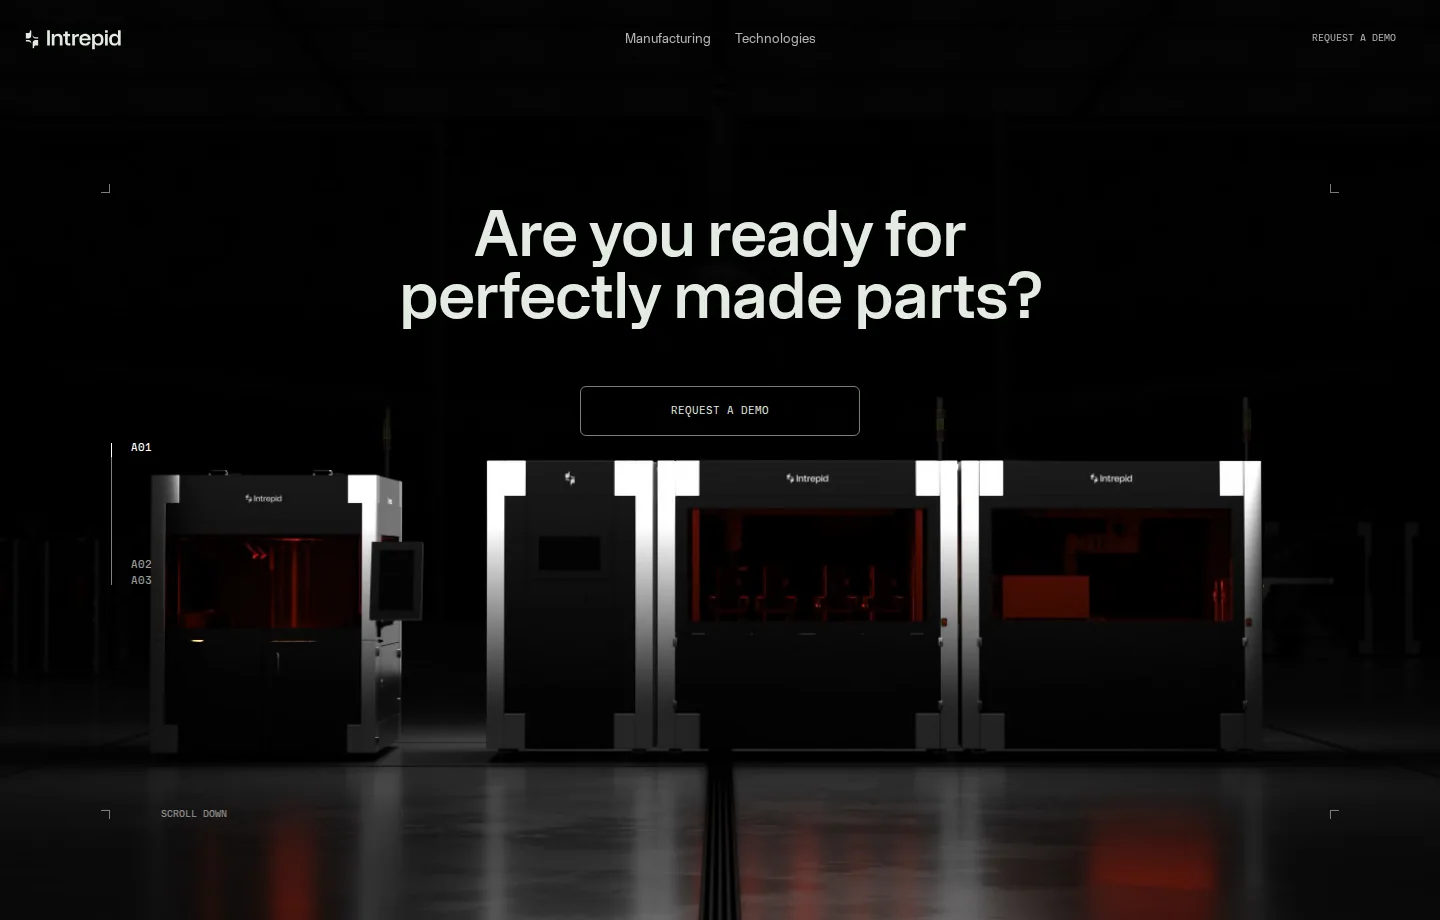 Intrepid
Manufacturing
Technologies
REQUEST A DEMO
Are you ready for
perfectly made parts?
REQUEST A DEMO
A01
A02
A03
Intrepid
Intrepid
Intrepid
SCROLL DOWN